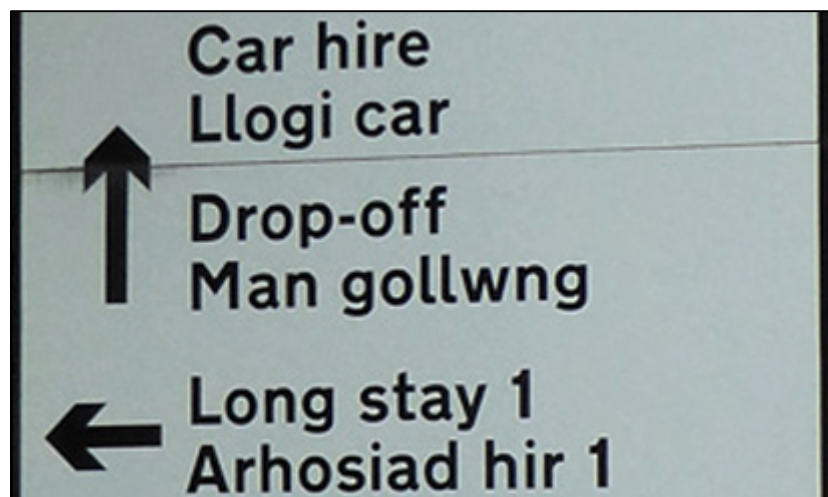 Car hire
Llogi car
Drop-off
Man gollwng
Long stay 1
Arhosiad hir 1